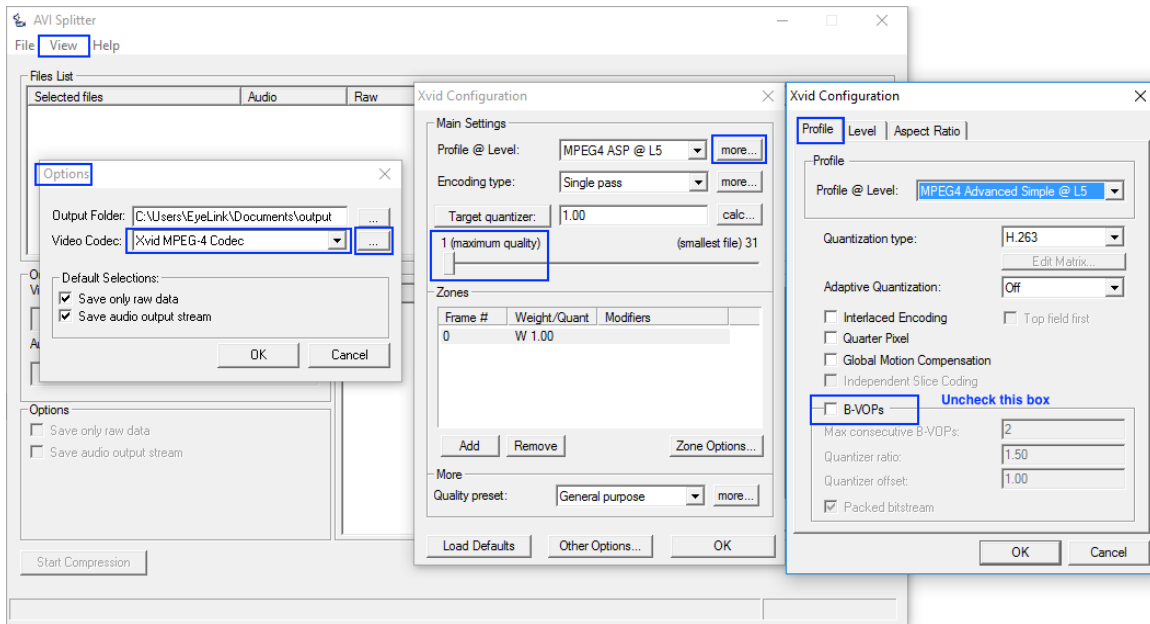 AVI Splitter
File View Help
Files List
Selected files Audio Raw
Options
Output Folder: C:\Users\EyeLink\Documents\output ...
Video Codec: Xvid MPEG-4 Codec ...
Default Selections:
Save only raw data
Save audio output stream
OK Cancel
Options
Save only raw data
Save audio output stream
Start Compression
Xvid Configuration
Main Settings
Profile @ Level: MPEG4 ASP @ L5 more...
Encoding type: Single pass more...
Target quantizer: 1.00 calc...
1 (maximum quality) (smallest file) 31
Zones
Frame # Weight/Quant Modifiers
0 W 1.00
Add Remove Zone Options...
More
Quality preset: General purpose more...
Load Defaults Other Options... OK
Xvid Configuration
Profile Level Aspect Ratio
Profile
Profile @ Level: MPEG4 Advanced Simple @ L5
Quantization type: H.263
Edit Matrix...
Adaptive Quantization: Off
Interlaced Encoding Top field first
Quarter Pixel
Global Motion Compensation
Independent Slice Coding
Uncheck this box
B-VOPs
Max consecutive B-VOPs: 2
Quantizer ratio: 1.50
Quantizer offset: 1.00
Packed bitstream
OK Cancel